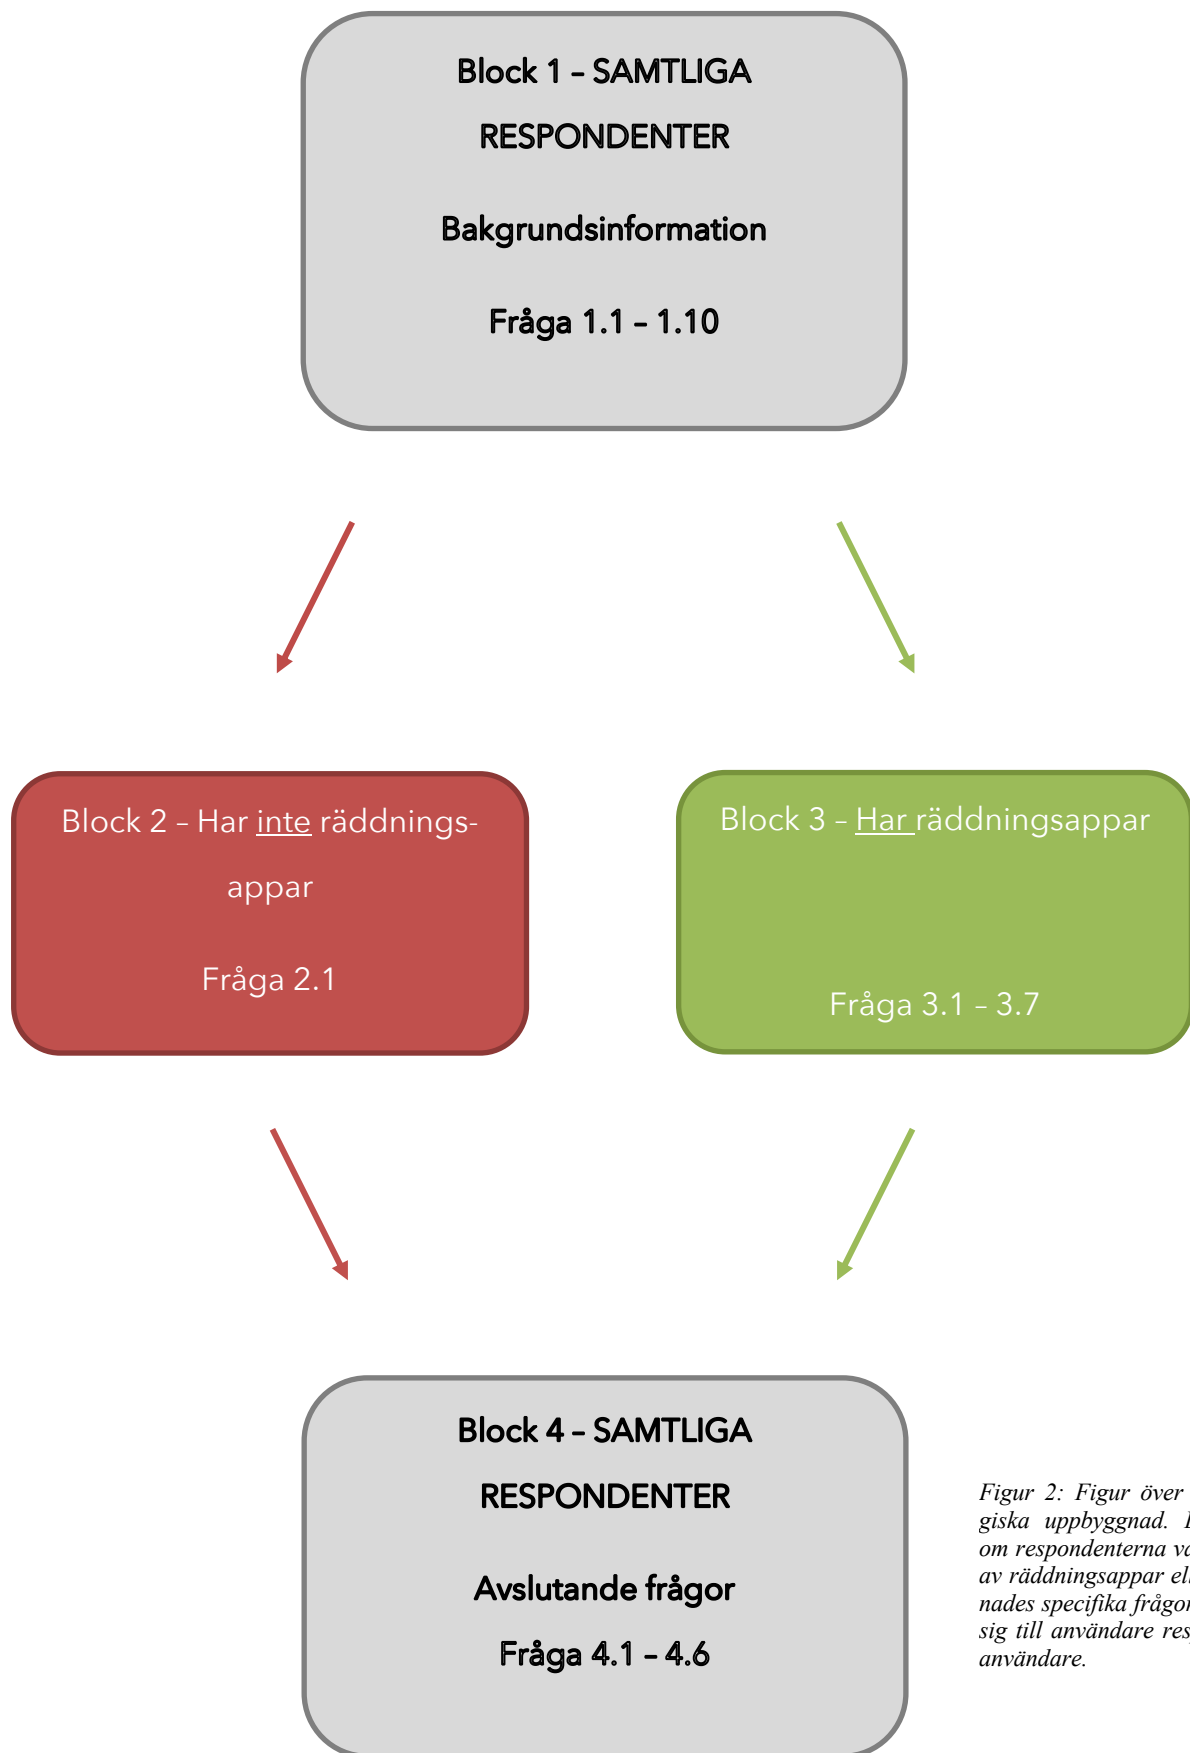 Block 1 – SAMTLIGA
RESPONDENTER
Bakgrundsinformation
Fråga 1.1 – 1.10
Block 2 – Har inte räddnings-
appar
Fråga 2.1
Block 3 – Har räddningsappar
Fråga 3.1 – 3.7
Block 4 – SAMTLIGA
RESPONDENTER
Avslutande frågor
Fråga 4.1 – 4.6
Figur 2: Figur över
giska uppbyggnad.
om respondenterna
av räddningsappar
nades specifika frågor
sig till användare
användare.